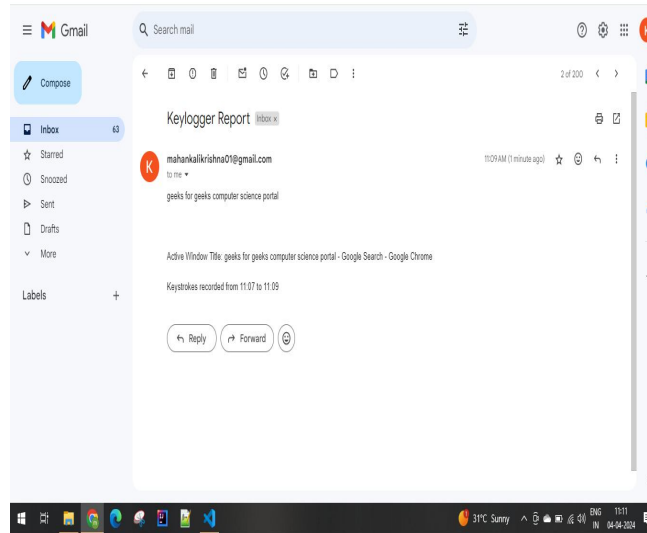 Gmail
Search mail
K
Compose
2 of 200
Inbox 63
Starred
Snoozed
Sent
Drafts
More
Labels +
Keylogger Report Inbox x
K
mahankalikrishna01@gmail.com 11:09 AM (1 minute ago)
to me
geeks for geeks computer science portal
Active Window Title: geeks for geeks computer science portal - Google Search - Google Chrome
Keystrokes recorded from 11:07 to 11:09
Reply Forward
31°C Sunny ENG 11:11
IN 04-04-2024